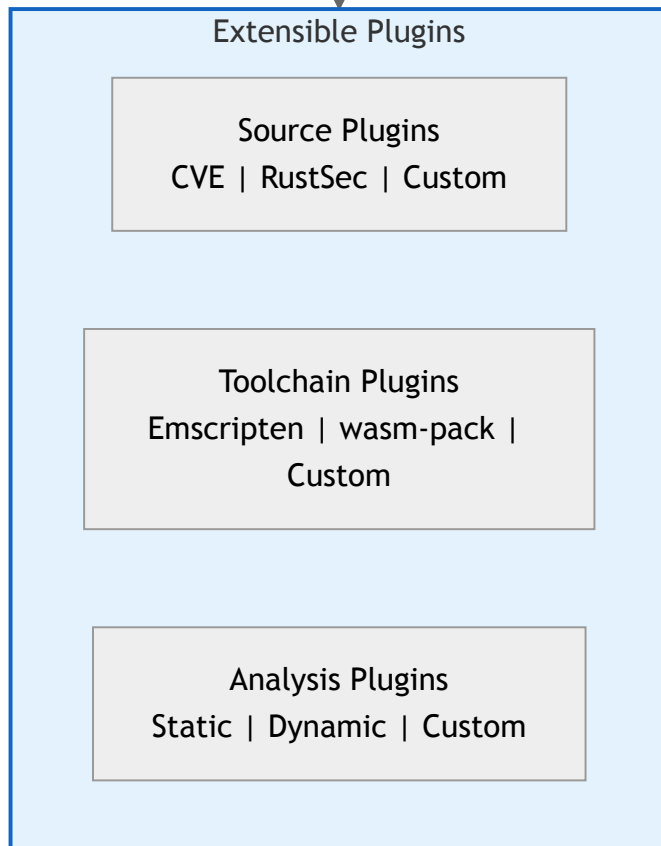 Extensible Plugins
Source Plugins
CVE | RustSec | Custom
Toolchain Plugins
Emscripten | wasm-pack |
Custom
Analysis Plugins
Static | Dynamic | Custom